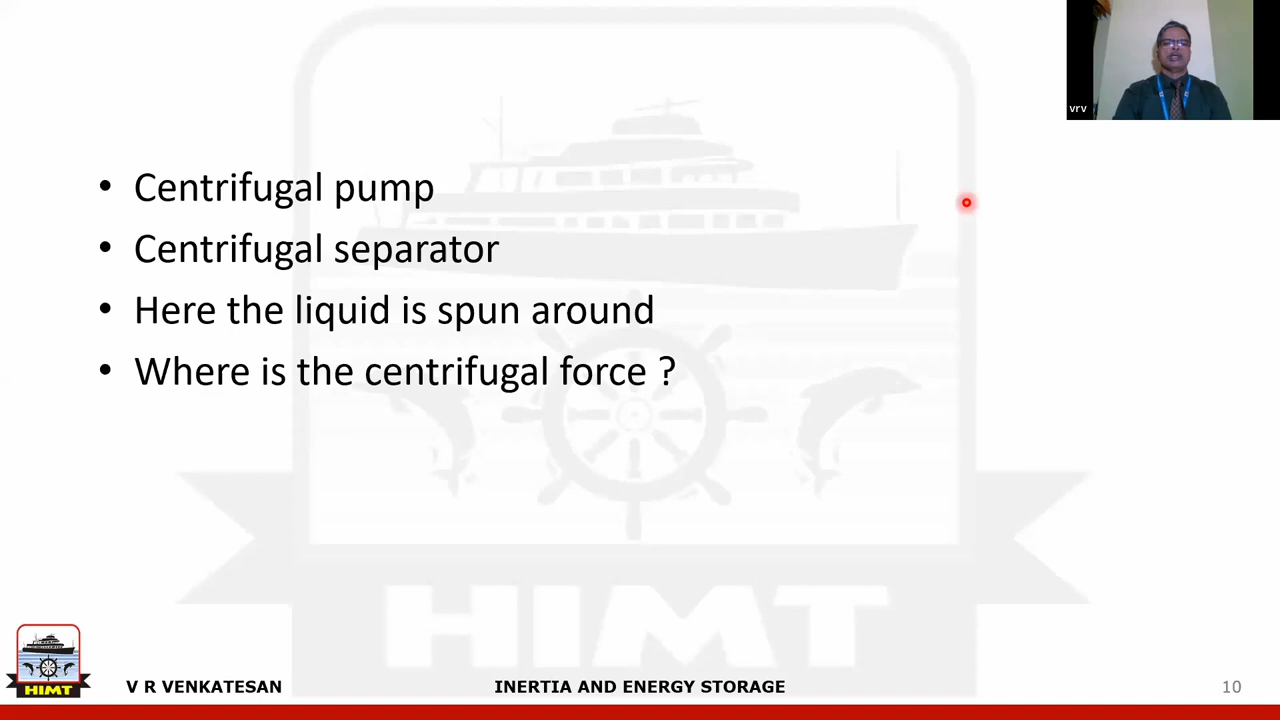 vrv
• Centrifugal pump
• Centrifugal separator
• Here the liquid is spun around
• Where is the centrifugal force ?
HIMT
HIMT
V R VENKATESAN
INERTIA AND ENERGY STORAGE
10